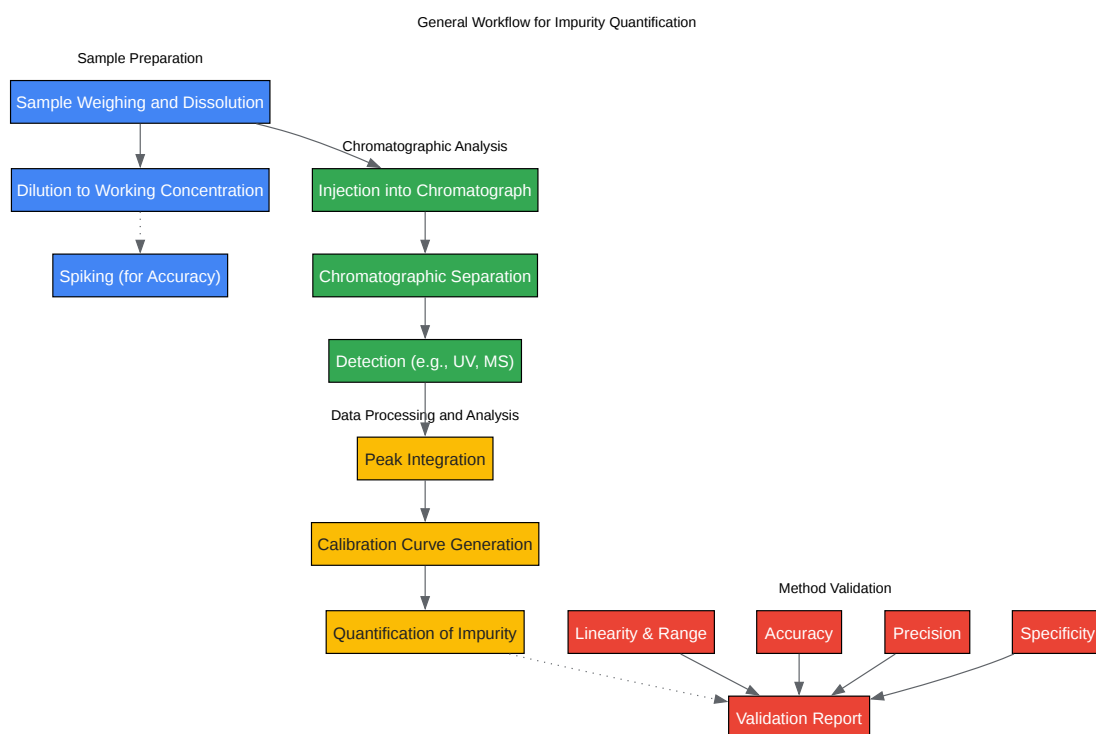 General Workflow for Impurity Quantification
Sample Preparation
Sample Weighing and Dissolution
Dilution to Working Concentration
Spiking (for Accuracy)
Chromatographic Analysis
Injection into Chromatograph
Chromatographic Separation
Detection (e.g., UV, MS)
Data Processing and Analysis
Peak Integration
Calibration Curve Generation
Quantification of Impurity
Method Validation
Linearity & Range
Accuracy
Precision
Specificity
Validation Report